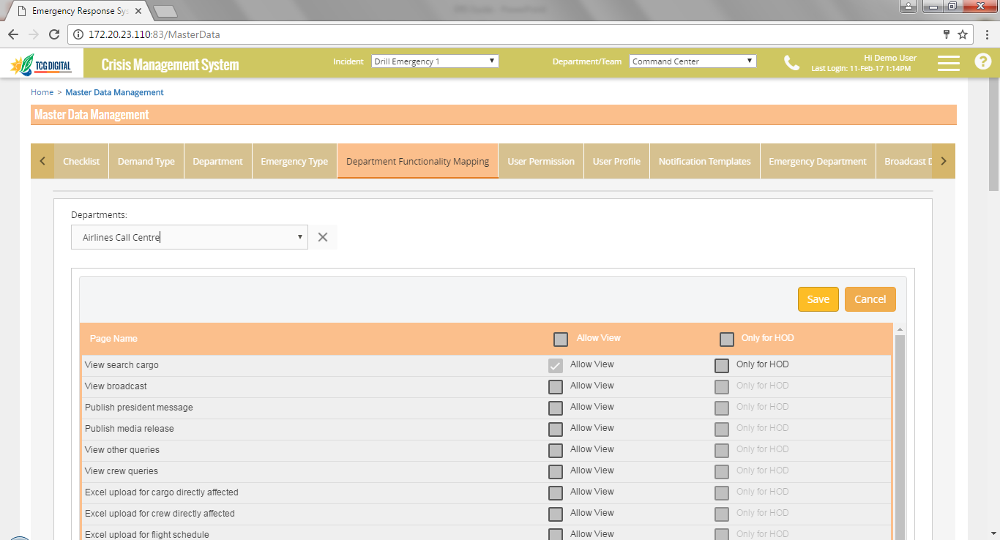 Emergency Response Sys
172.20.23.110:83/MasterData
TCG DIGITAL
Crisis Management System
Incident
Drill Emergency 1
Department/Team
Command Center
Hi Demo User
Last Login: 11-Feb-17 1:14PM
?
Home > Master Data Management
Master Data Management
Checklist
Demand Type
Department
Emergency Type
Department Functionality Mapping
User Permission
User Profile
Notification Templates
Emergency Department
Broadcast D
Departments:
Airlines Call Centre
Save
Cancel
Page Name Allow View Only for HOD
View search cargo Allow View Only for HOD
View broadcast Allow View Only for HOD
Publish president message Allow View Only for HOD
Publish media release Allow View Only for HOD
View other queries Allow View Only for HOD
View crew queries Allow View Only for HOD
Excel upload for cargo directly affected Allow View Only for HOD
Excel upload for crew directly affected Allow View Only for HOD
Excel upload for flight schedule Allow View Only for HOD